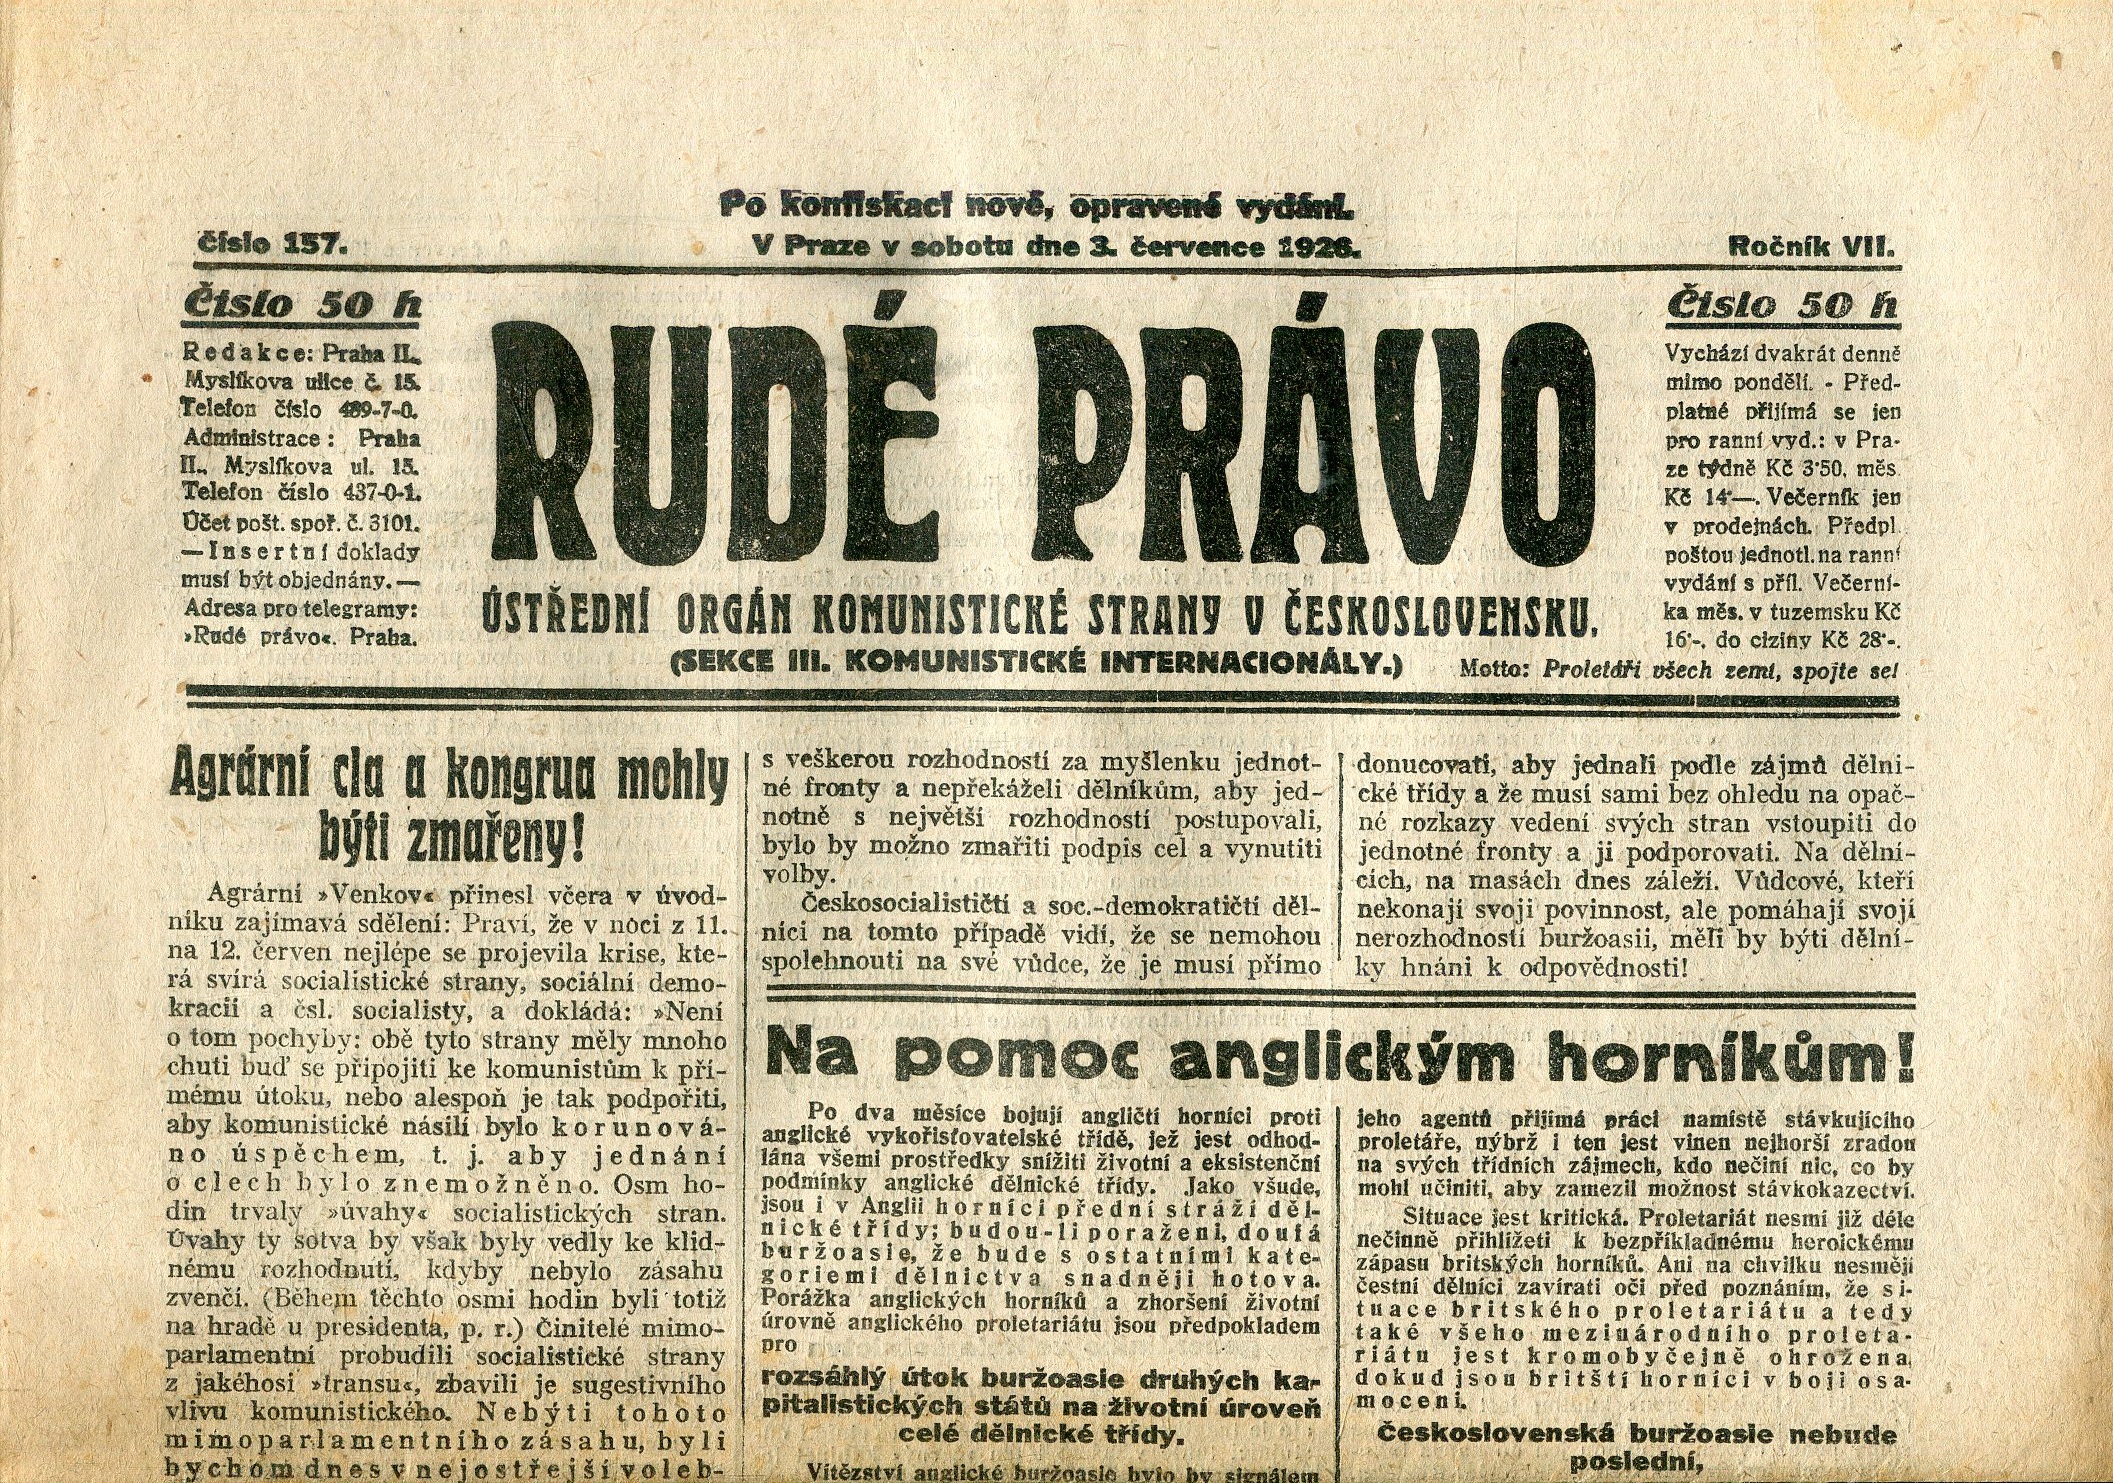 Po konfiskaci nové, opravené vydání.
Číslo 157.
V Praze v sobotu dne 3. července 1926.
Ročník VII.
Číslo 50 h
Redakce: Praha II.,
Myslíkova ulice č. 15.
Telefon číslo 489-7-0.
Administrace: Praha
II., Myslíkova ul. 15.
Telefon číslo 437-0-1.
Účet pošt. spoř. č. 3101.
—Insertní doklady
musí být objednány.—
Adresa pro telegramy:
»Rudé právo«. Praha.
RUDÉ PRÁVO
ÚSTŘEDNÍ ORGÁN KOMUNISTICKÉ STRANY V ČESKOSLOVENSKU.
(SEKCE III. KOMUNISTICKÉ INTERNACIONÁLY.)
Číslo 50 h
Vychází dvakrát denně
mimo pondělí. - Před-
platné přijímá se jen
pro ranní vyd.: v Pra-
ze týdně Kč 3·50, měs.
Kč 14·—. Večerník jen
v prodejnách. Předpl.
poštou jednotl. na ranní
vydání s příl. Večerní-
ka měs. v tuzemsku Kč
16·-, do ciziny Kč 28·-.
Motto: Proletáři všech zemí, spojte se!
Agrární cla a kongrua mohly
býti zmařeny!
Agrární »Venkov« přinesl včera v úvod-
níku zajímavá sdělení: Praví, že v noci z 11.
na 12. červen nejlépe se projevila krise, kte-
rá svírá socialistické strany, sociální demo-
kracii a čsl. socialisty, a dokládá: »Není
o tom pochyby: obě tyto strany měly mnoho
chuti buď se připojiti ke komunistům k pří-
mému útoku, nebo alespoň je tak podpořiti,
aby komunistické násilí bylo korunová-
no úspěchem, t. j. aby jednání
o clech bylo znemožněno. Osm ho-
din trvaly »úvahy« socialistických stran.
Úvahy ty sotva by však byly vedly ke klid-
nému rozhodnutí, kdyby nebylo zásahu
zvenčí. (Během těchto osmi hodin byli totiž
na hradě u presidenta, p. r.) Činitelé mimo-
parlamentní probudili socialistické strany
z jakéhosi »transu«, zbavili je sugestivního
vlivu komunistického. Nebýti tohoto
mimoparlamentního zásahu, byli
bychom dnes v nejostřejší voleb-
s veškerou rozhodností za myšlenku jednot-
né fronty a nepřekáželi dělníkům, aby jed-
notně s největší rozhodností postupovali,
bylo by možno zmařiti podpis cel a vynutiti
volby.
Českosocialističtí a soc.-demokratičtí děl-
níci na tomto případě vidí, že se nemohou
spolehnouti na své vůdce, že je musí přímo
donucovati, aby jednali podle zájmů dělni-
cké třídy a že musí sami bez ohledu na opač-
né rozkazy vedení svých stran vstoupiti do
jednotné fronty a ji podporovati. Na dělní-
cích, na masách dnes záleží. Vůdcové, kteří
nekonají svoji povinnost, ale pomáhají svojí
nerozhodností buržoasii, měli by býti dělní-
ky hnáni k odpovědnosti!
Na pomoc anglickým horníkům!
Po dva měsíce bojují angličtí horníci proti
anglické vykořisťovatelské třídě, jež jest odhod-
lána všemi prostředky snížiti životní a eksistenční
podmínky anglické dělnické třídy. Jako všude,
jsou i v Anglii horníci přední stráží děl-
nické třídy; budou-li poraženi, doufá
buržoasie, že bude s ostatními kate-
goriemi dělnictva snadněji hotova.
Porážka anglických horníků a zhoršení životní
úrovně anglického proletariátu jsou předpokladem
pro
rozsáhlý útok buržoasie druhých ka-
pitalistických států na životní úroveň
celé dělnické třídy.
Vítězství anglické buržoasie bylo by signálem
jeho agentů přijímá práci namístě stávkujícího
proletáře, nýbrž i ten jest vinen nejhorší zradou
na svých třídních zájmech, kdo nečiní nic, co by
mohl učiniti, aby zamezil možnost stávkokazectví.
Situace jest kritická. Proletariát nesmí již déle
nečinně přihlížeti k bezpříkladnému heroickému
zápasu britských horníků. Ani na chvilku nesmějí
čestní dělníci zavírati oči před poznáním, že si-
tuace britského proletariátu a tedy
také všeho mezinárodního proleta-
riátu jest kromobyčejně ohrožena,
dokud jsou britští horníci v boji osa-
moceni.
Československá buržoasie nebude
poslední,